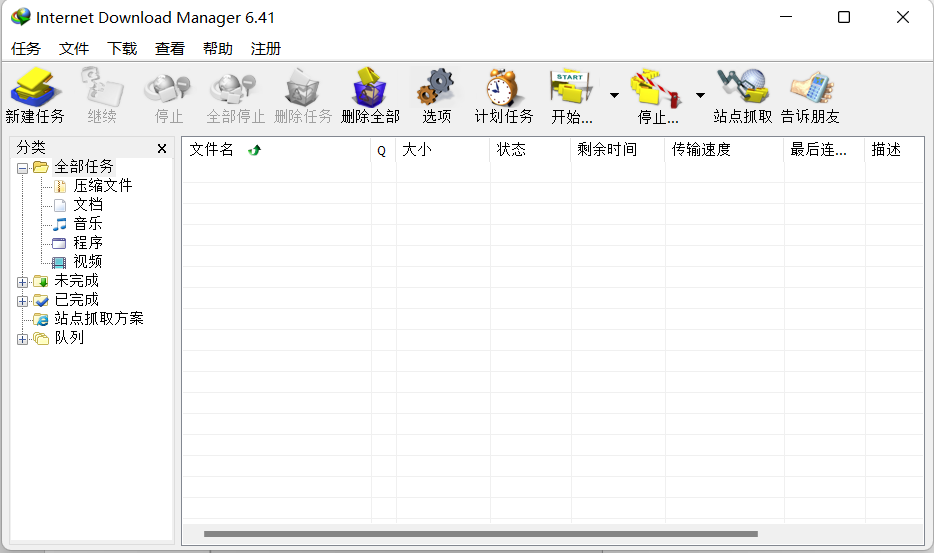 Internet Download Manager 6.41
任务 文件 下载 查看 帮助 注册
START
新建任务 继续 停止 全部停止 删除任务 删除全部 选项 计划任务 开始... 停止... 站点抓取 告诉朋友
分类
文件名 Q 大小 状态 剩余时间 传输速度 最后连... 描述
全部任务
压缩文件
文档
音乐
程序
视频
未完成
已完成
站点抓取方案
队列